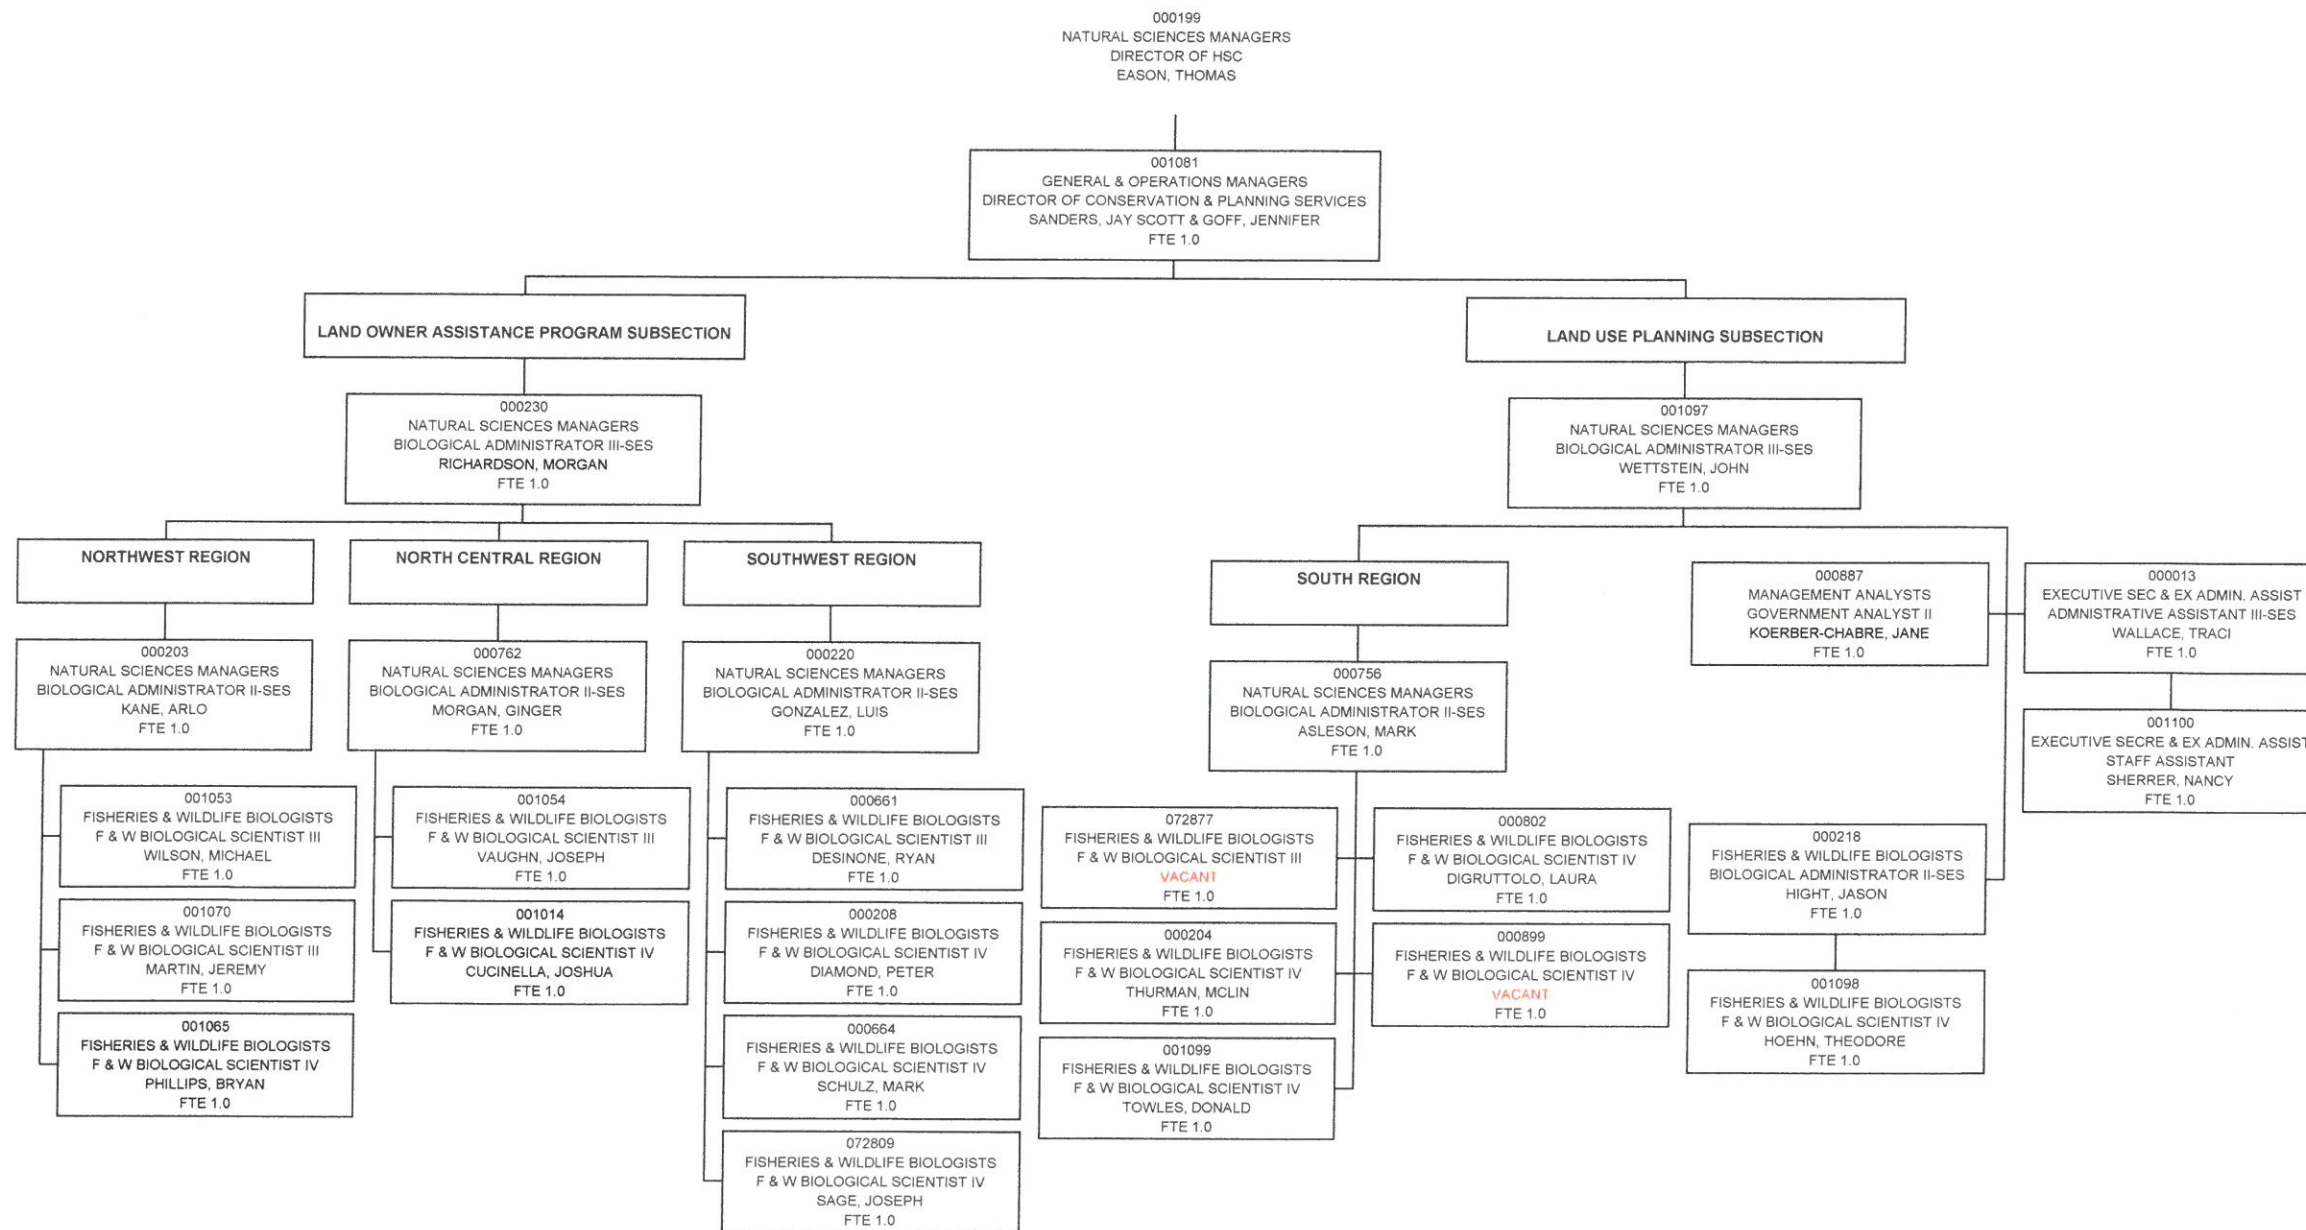 000199
NATURAL SCIENCES MANAGERS
DIRECTOR OF HSC
EASON, THOMAS
001081
GENERAL & OPERATIONS MANAGERS
DIRECTOR OF CONSERVATION & PLANNING SERVICES
SANDERS, JAY SCOTT & GOFF, JENNIFER
FTE 1.0
LAND OWNER ASSISTANCE PROGRAM SUBSECTION
000230
NATURAL SCIENCES MANAGERS
BIOLOGICAL ADMINISTRATOR III-SES
RICHARDSON, MORGAN
FTE 1.0
NORTHWEST REGION
000203
NATURAL SCIENCES MANAGERS
BIOLOGICAL ADMINISTRATOR II-SES
KANE, ARLO
FTE 1.0
001053
FISHERIES & WILDLIFE BIOLOGISTS
F & W BIOLOGICAL SCIENTIST III
WILSON, MICHAEL
FTE 1.0
001070
FISHERIES & WILDLIFE BIOLOGISTS
F & W BIOLOGICAL SCIENTIST III
MARTIN, JEREMY
FTE 1.0
001065
FISHERIES & WILDLIFE BIOLOGISTS
F & W BIOLOGICAL SCIENTIST IV
PHILLIPS, BRYAN
FTE 1.0
NORTH CENTRAL REGION
000762
NATURAL SCIENCES MANAGERS
BIOLOGICAL ADMINISTRATOR II-SES
MORGAN, GINGER
FTE 1.0
001054
FISHERIES & WILDLIFE BIOLOGISTS
F & W BIOLOGICAL SCIENTIST III
VAUGHN, JOSEPH
FTE 1.0
001014
FISHERIES & WILDLIFE BIOLOGISTS
F & W BIOLOGICAL SCIENTIST IV
CUCINELLA, JOSHUA
FTE 1.0
SOUTHWEST REGION
000220
NATURAL SCIENCES MANAGERS
BIOLOGICAL ADMINISTRATOR II-SES
GONZALEZ, LUIS
FTE 1.0
000661
FISHERIES & WILDLIFE BIOLOGISTS
F & W BIOLOGICAL SCIENTIST III
DESINONE, RYAN
FTE 1.0
000208
FISHERIES & WILDLIFE BIOLOGISTS
F & W BIOLOGICAL SCIENTIST IV
DIAMOND, PETER
FTE 1.0
000664
FISHERIES & WILDLIFE BIOLOGISTS
F & W BIOLOGICAL SCIENTIST IV
SCHULZ, MARK
FTE 1.0
072809
FISHERIES & WILDLIFE BIOLOGISTS
F & W BIOLOGICAL SCIENTIST IV
SAGE, JOSEPH
FTE 1.0
LAND USE PLANNING SUBSECTION
001097
NATURAL SCIENCES MANAGERS
BIOLOGICAL ADMINISTRATOR III-SES
WETTSTEIN, JOHN
FTE 1.0
SOUTH REGION
000756
NATURAL SCIENCES MANAGERS
BIOLOGICAL ADMINISTRATOR II-SES
ASLESON, MARK
FTE 1.0
072877
FISHERIES & WILDLIFE BIOLOGISTS
F & W BIOLOGICAL SCIENTIST III
VACANT
FTE 1.0
000802
FISHERIES & WILDLIFE BIOLOGISTS
F & W BIOLOGICAL SCIENTIST IV
DIGRUTTOLO, LAURA
FTE 1.0
000204
FISHERIES & WILDLIFE BIOLOGISTS
F & W BIOLOGICAL SCIENTIST IV
THURMAN, MCLIN
FTE 1.0
000899
FISHERIES & WILDLIFE BIOLOGISTS
F & W BIOLOGICAL SCIENTIST IV
VACANT
FTE 1.0
001099
FISHERIES & WILDLIFE BIOLOGISTS
F & W BIOLOGICAL SCIENTIST IV
TOWLES, DONALD
FTE 1.0
000887
MANAGEMENT ANALYSTS
GOVERNMENT ANALYST II
KOERBER-CHABRE, JANE
FTE 1.0
000013
EXECUTIVE SEC & EX ADMIN. ASSIST
ADMNISTRATIVE ASSISTANT III-SES
WALLACE, TRACI
FTE 1.0
001100
EXECUTIVE SECRE & EX ADMIN. ASSIST
STAFF ASSISTANT
SHERRER, NANCY
FTE 1.0
000218
FISHERIES & WILDLIFE BIOLOGISTS
BIOLOGICAL ADMINISTRATOR II-SES
HIGHT, JASON
FTE 1.0
001098
FISHERIES & WILDLIFE BIOLOGISTS
F & W BIOLOGICAL SCIENTIST IV
HOEHN, THEODORE
FTE 1.0